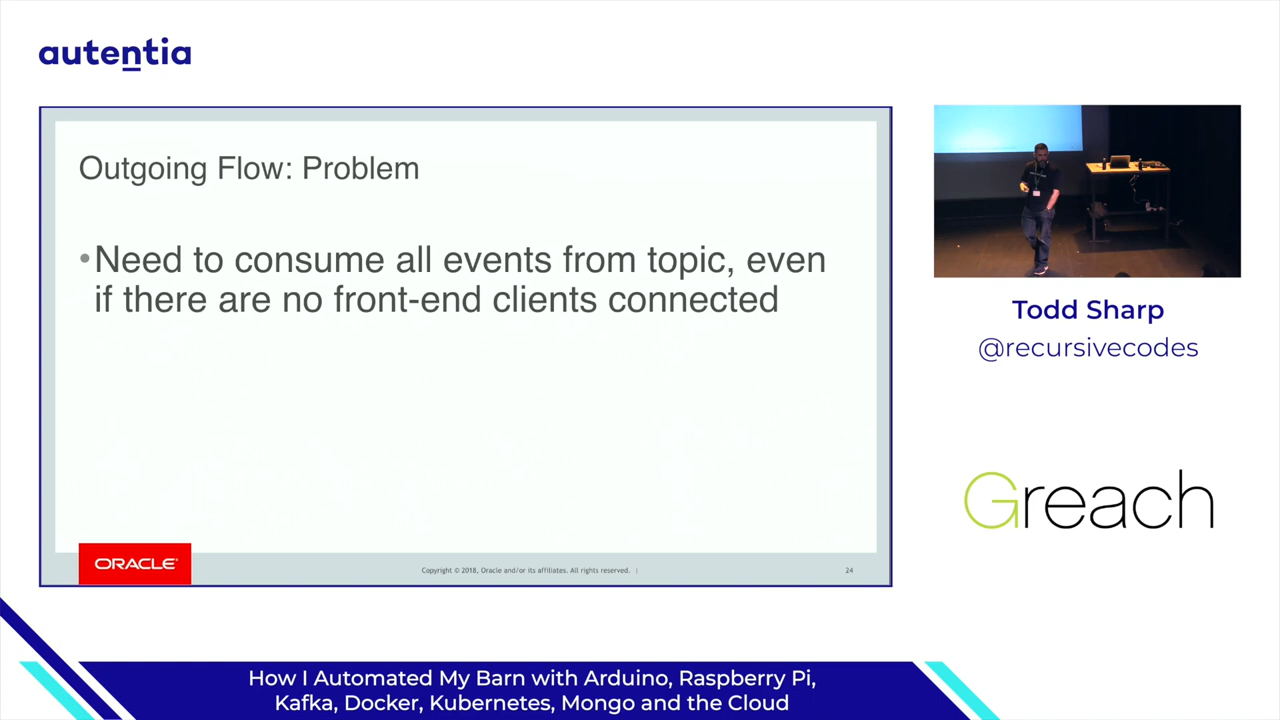 autentia
Outgoing Flow: Problem
•Need to consume all events from topic, even
if there are no front-end clients connected
ORACLE®
Copyright © 2018, Oracle and/or its affiliates. All rights reserved. |
24
Todd Sharp
@recursivecodes
Greach
How I Automated My Barn with Arduino, Raspberry Pi,
Kafka, Docker, Kubernetes, Mongo and the Cloud